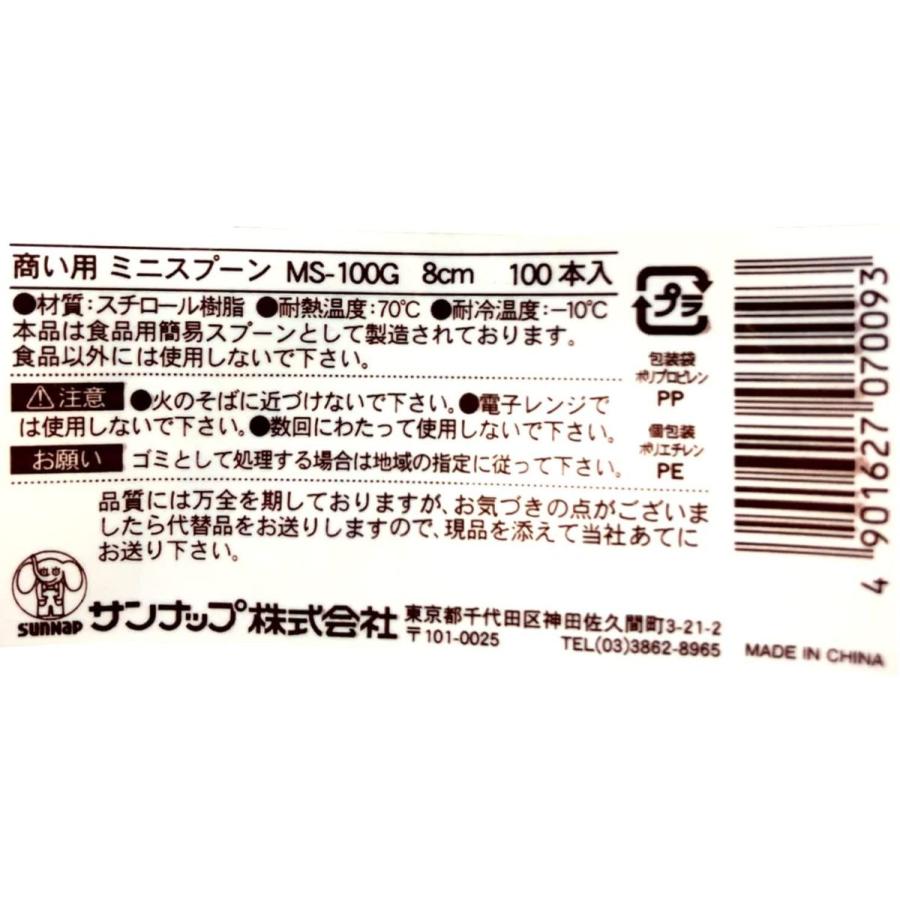 商い用 ミニスプーン MS-100G 8cm 100本入
●材質:スチロール樹脂 ●耐熱温度:70℃ ●耐冷温度:−10℃
本品は食品用簡易スプーンとして製造されております。
食品以外には使用しないで下さい。
⚠注意 ●火のそばに近づけないで下さい。●電子レンジで
は使用しないで下さい。●数回にわたって使用しないで下さい。
お願い ゴミとして処理する場合は地域の指定に従って下さい。
品質には万全を期しておりますが、お気づきの点がございま
したら代替品をお送りしますので、現品を添えて当社あてに
お送り下さい。
SUNNAP サンナップ株式会社
東京都千代田区神田佐久間町3-21-2
〒101-0025 TEL(03)3862-8965
プラ
包装袋
ポリプロピレン
PP
個包装
ポリエチレン
PE
4901627070093
MADE IN CHINA